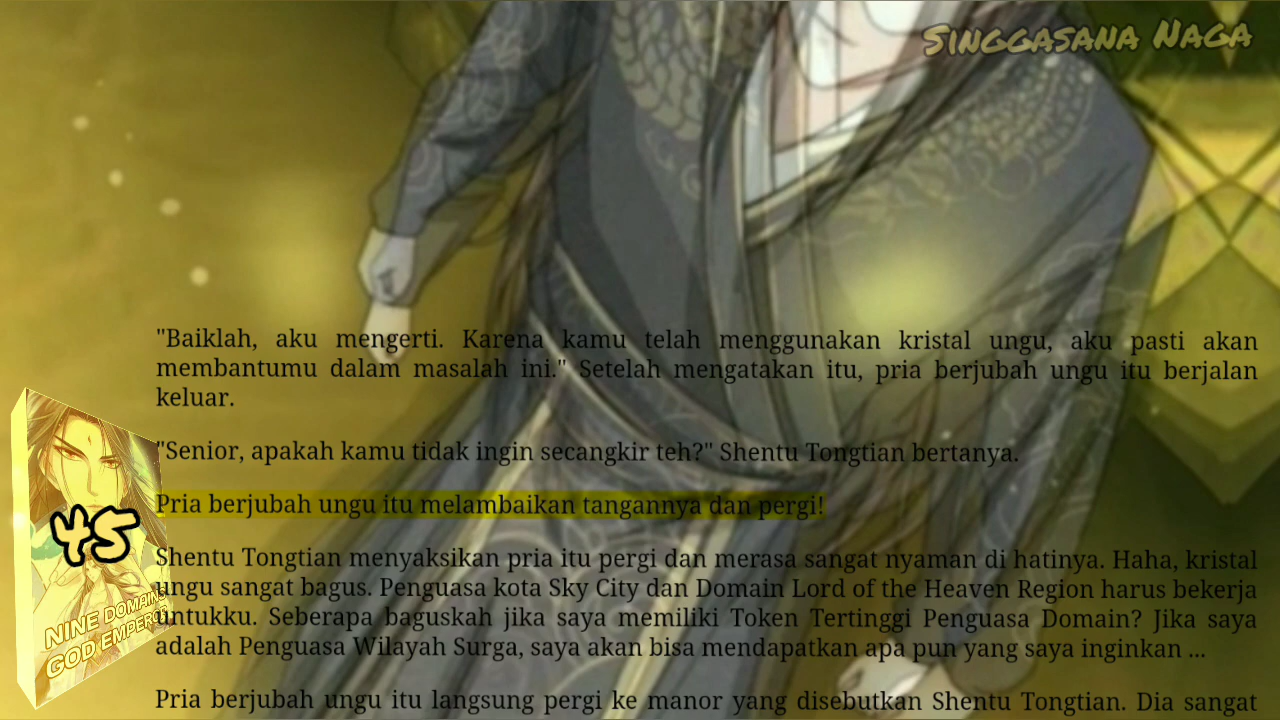 Singgasana Naga
"Baiklah, aku mengerti. Karena kamu telah menggunakan kristal ungu, aku pasti akan
membantumu dalam masalah ini." Setelah mengatakan itu, pria berjubah ungu itu berjalan
keluar.
"Senior, apakah kamu tidak ingin secangkir teh?" Shentu Tongtian bertanya.
Pria berjubah ungu itu melambaikan tangannya dan pergi!
Shentu Tongtian menyaksikan pria itu pergi dan merasa sangat nyaman di hatinya. Haha, kristal
ungu sangat bagus. Penguasa kota Sky City dan Domain Lord of the Heaven Region harus bekerja
untukku. Seberapa baguskah jika saya memiliki Token Tertinggi Penguasa Domain? Jika saya
adalah Penguasa Wilayah Surga, saya akan bisa mendapatkan apa pun yang saya inginkan ...
Pria berjubah ungu itu langsung pergi ke manor yang disebutkan Shentu Tongtian. Dia sangat
45
NINE DOMAINS
GOD EMPEROR